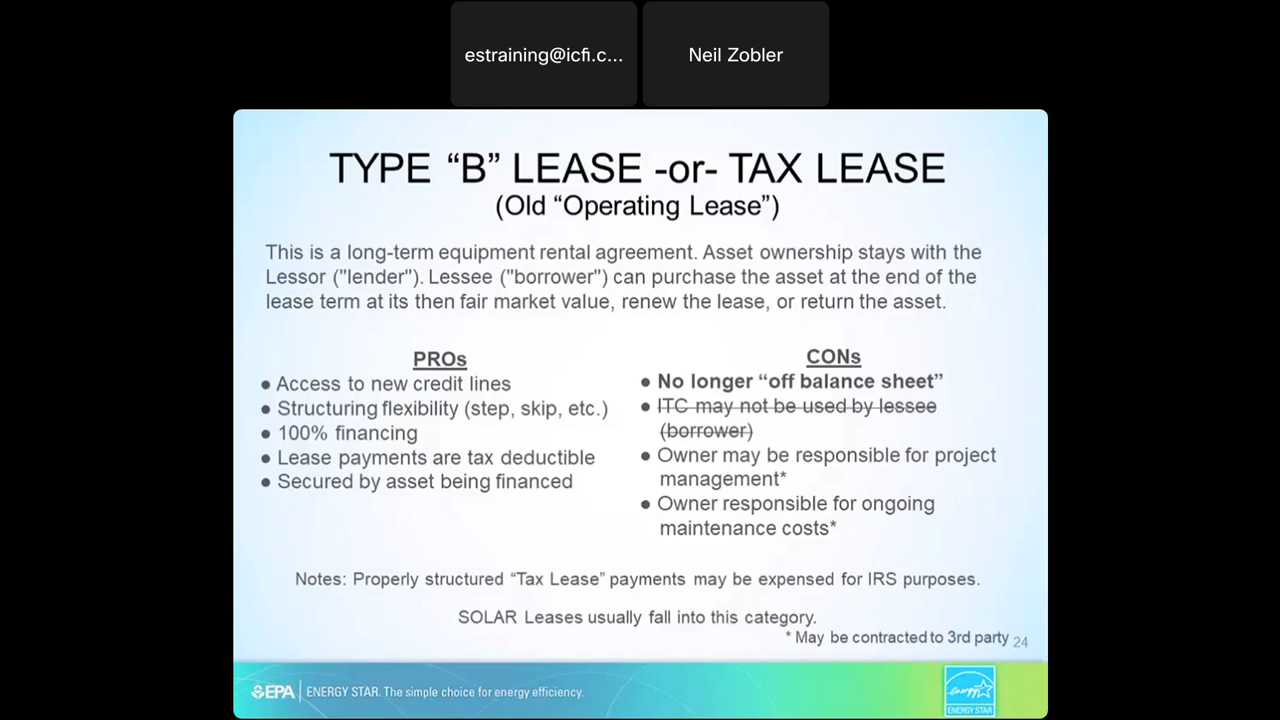 estraining@icfi.c...
Neil Zobler
TYPE “B” LEASE -or- TAX LEASE
(Old “Operating Lease”)
This is a long-term equipment rental agreement. Asset ownership stays with the
Lessor ("lender"). Lessee ("borrower") can purchase the asset at the end of the
lease term at its then fair market value, renew the lease, or return the asset.
PROs
● Access to new credit lines
● Structuring flexibility (step, skip, etc.)
● 100% financing
● Lease payments are tax deductible
● Secured by asset being financed
CONs
● No longer “off balance sheet”
● ITC may not be used by lessee
(borrower)
● Owner may be responsible for project
management*
● Owner responsible for ongoing
maintenance costs*
Notes: Properly structured “Tax Lease” payments may be expensed for IRS purposes.
SOLAR Leases usually fall into this category.
* May be contracted to 3rd party
24
EPA | ENERGY STAR. The simple choice for energy efficiency.
energy
ENERGY STAR